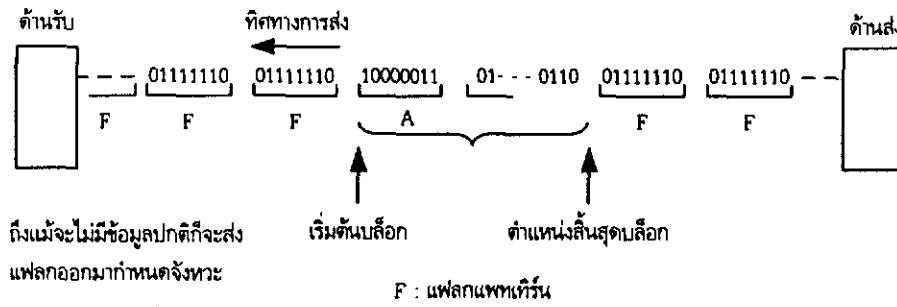 ด้านรับ ทิศทางการส่ง ด้านส่ง
01111110 01111110 10000011 01- - - 0110 01111110 01111110
F F F A F F
ถึงแม้จะไม่มีข้อมูลปกติก็จะส่ง เริ่มต้นบล็อก ตำแหน่งสิ้นสุดบล็อก
แฟลกออกมากำหนดจังหวะ
F : แฟลกแพทเทิร์น